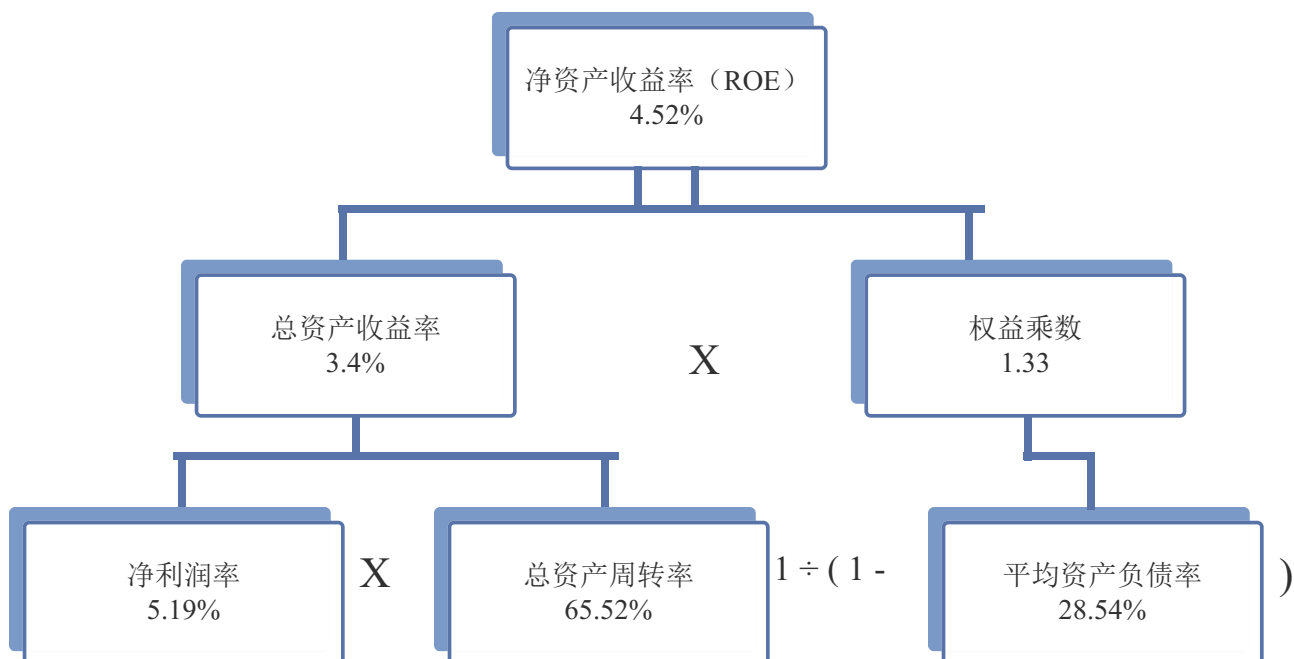 净资产收益率（ROE）
4.52%
总资产收益率
3.4%
X
权益乘数
1.33
净利润率
5.19%
X
总资产周转率
65.52%
1 ÷ ( 1 -
平均资产负债率
28.54%
)